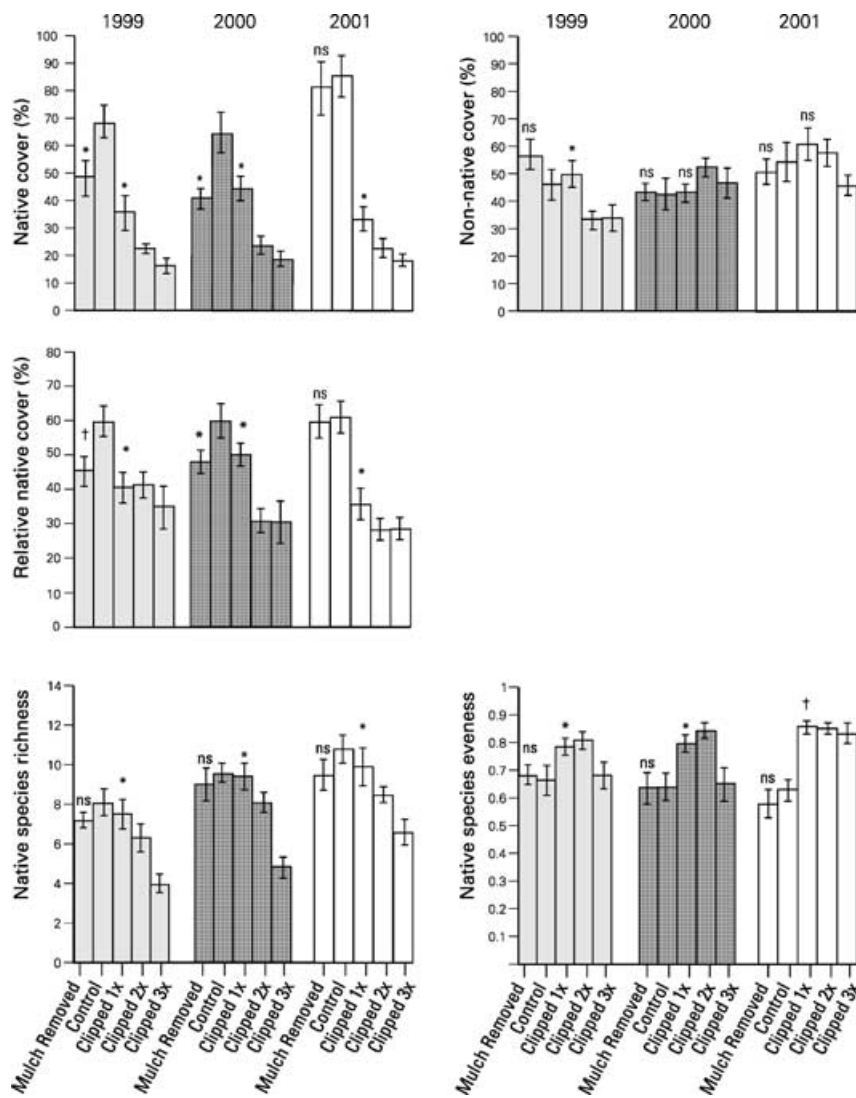 1999 2000 2001
Native cover (%)
100
90
80
70
60
50
40
30
20
10
0
* * * * ns *
1999 2000 2001
Non-native cover (%)
100
90
80
70
60
50
40
30
20
10
0
ns * ns ns ns ns
Relative native cover (%)
80
70
60
50
40
30
20
10
0
† * * * ns *
Native species richness
14
12
10
8
6
4
2
0
ns * ns * ns *
Mulch Removed
Control
Clipped 1x
Clipped 2x
Clipped 3x
Mulch Removed
Control
Clipped 1x
Clipped 2x
Clipped 3x
Mulch Removed
Control
Clipped 1x
Clipped 2x
Clipped 3x
Native species eveness
1
0.9
0.8
0.7
0.6
0.5
0.4
0.3
0.2
0.1
ns * ns * ns †
Mulch Removed
Control
Clipped 1x
Clipped 2x
Clipped 3x
Mulch Removed
Control
Clipped 1x
Clipped 2x
Clipped 3x
Mulch Removed
Control
Clipped 1x
Clipped 2x
Clipped 3x